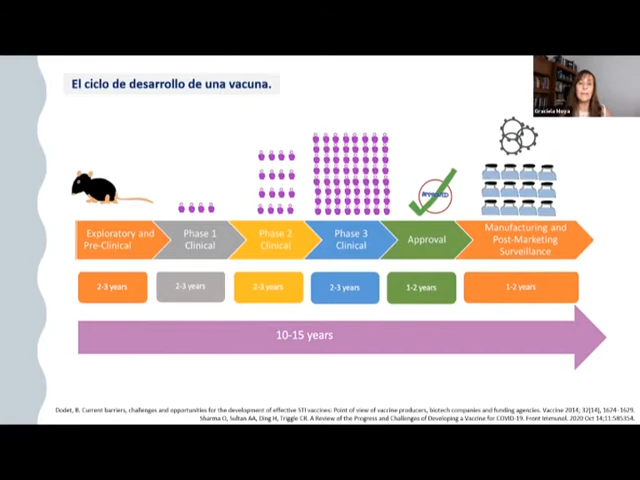 El ciclo de desarrollo de una vacuna.
Graciela Moya
APPROVED
Exploratory and
Pre-Clinical
Phase 1
Clinical
Phase 2
Clinical
Phase 3
Clinical
Approval
Manufacturing and
Post-Marketing
Surveillance
2-3 years
2-3 years
2-3 years
2-3 years
1-2 years
1-2 years
10-15 years
Dodet, B. Current barriers, challenges and opportunities for the development of effective STI vaccines: Point of view of vaccine producers, biotech companies and funding agencies. Vaccine 2014; 32(14), 1624-1629.
Sharma O, Sultan AA, Ding H, Triggle CR. A Review of the Progress and Challenges of Developing a Vaccine for COVID-19. Front Immunol. 2020 Oct 14;11:585354.